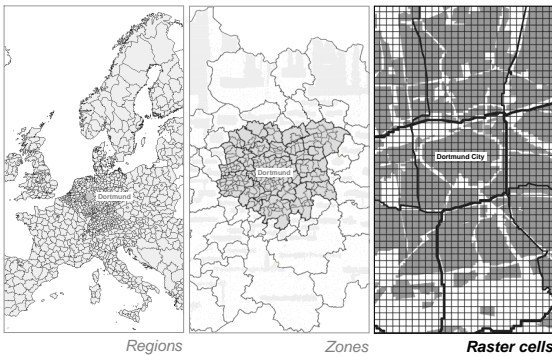 Dortmund
Dortmund
Dortmund City
Regions
Zones
Raster cells